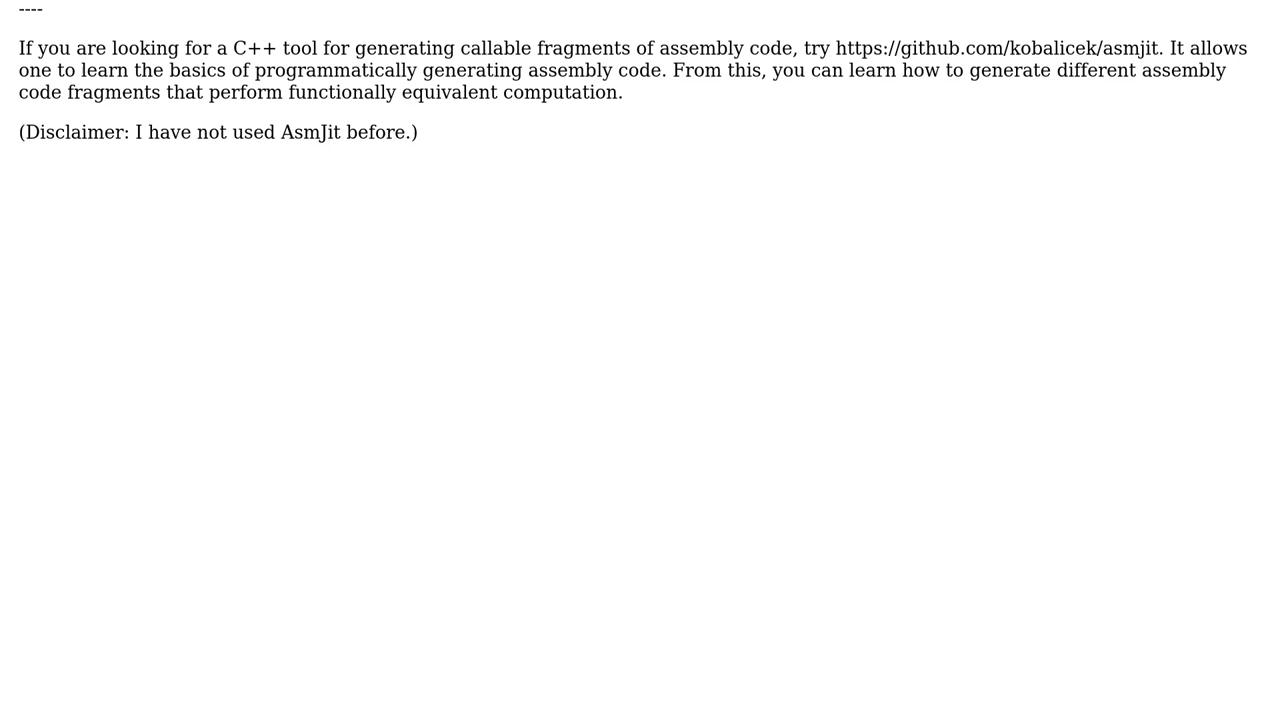 ----
If you are looking for a C++ tool for generating callable fragments of assembly code, try https://github.com/kobalicek/asmjit. It allows
one to learn the basics of programmatically generating assembly code. From this, you can learn how to generate different assembly
code fragments that perform functionally equivalent computation.
(Disclaimer: I have not used AsmJit before.)